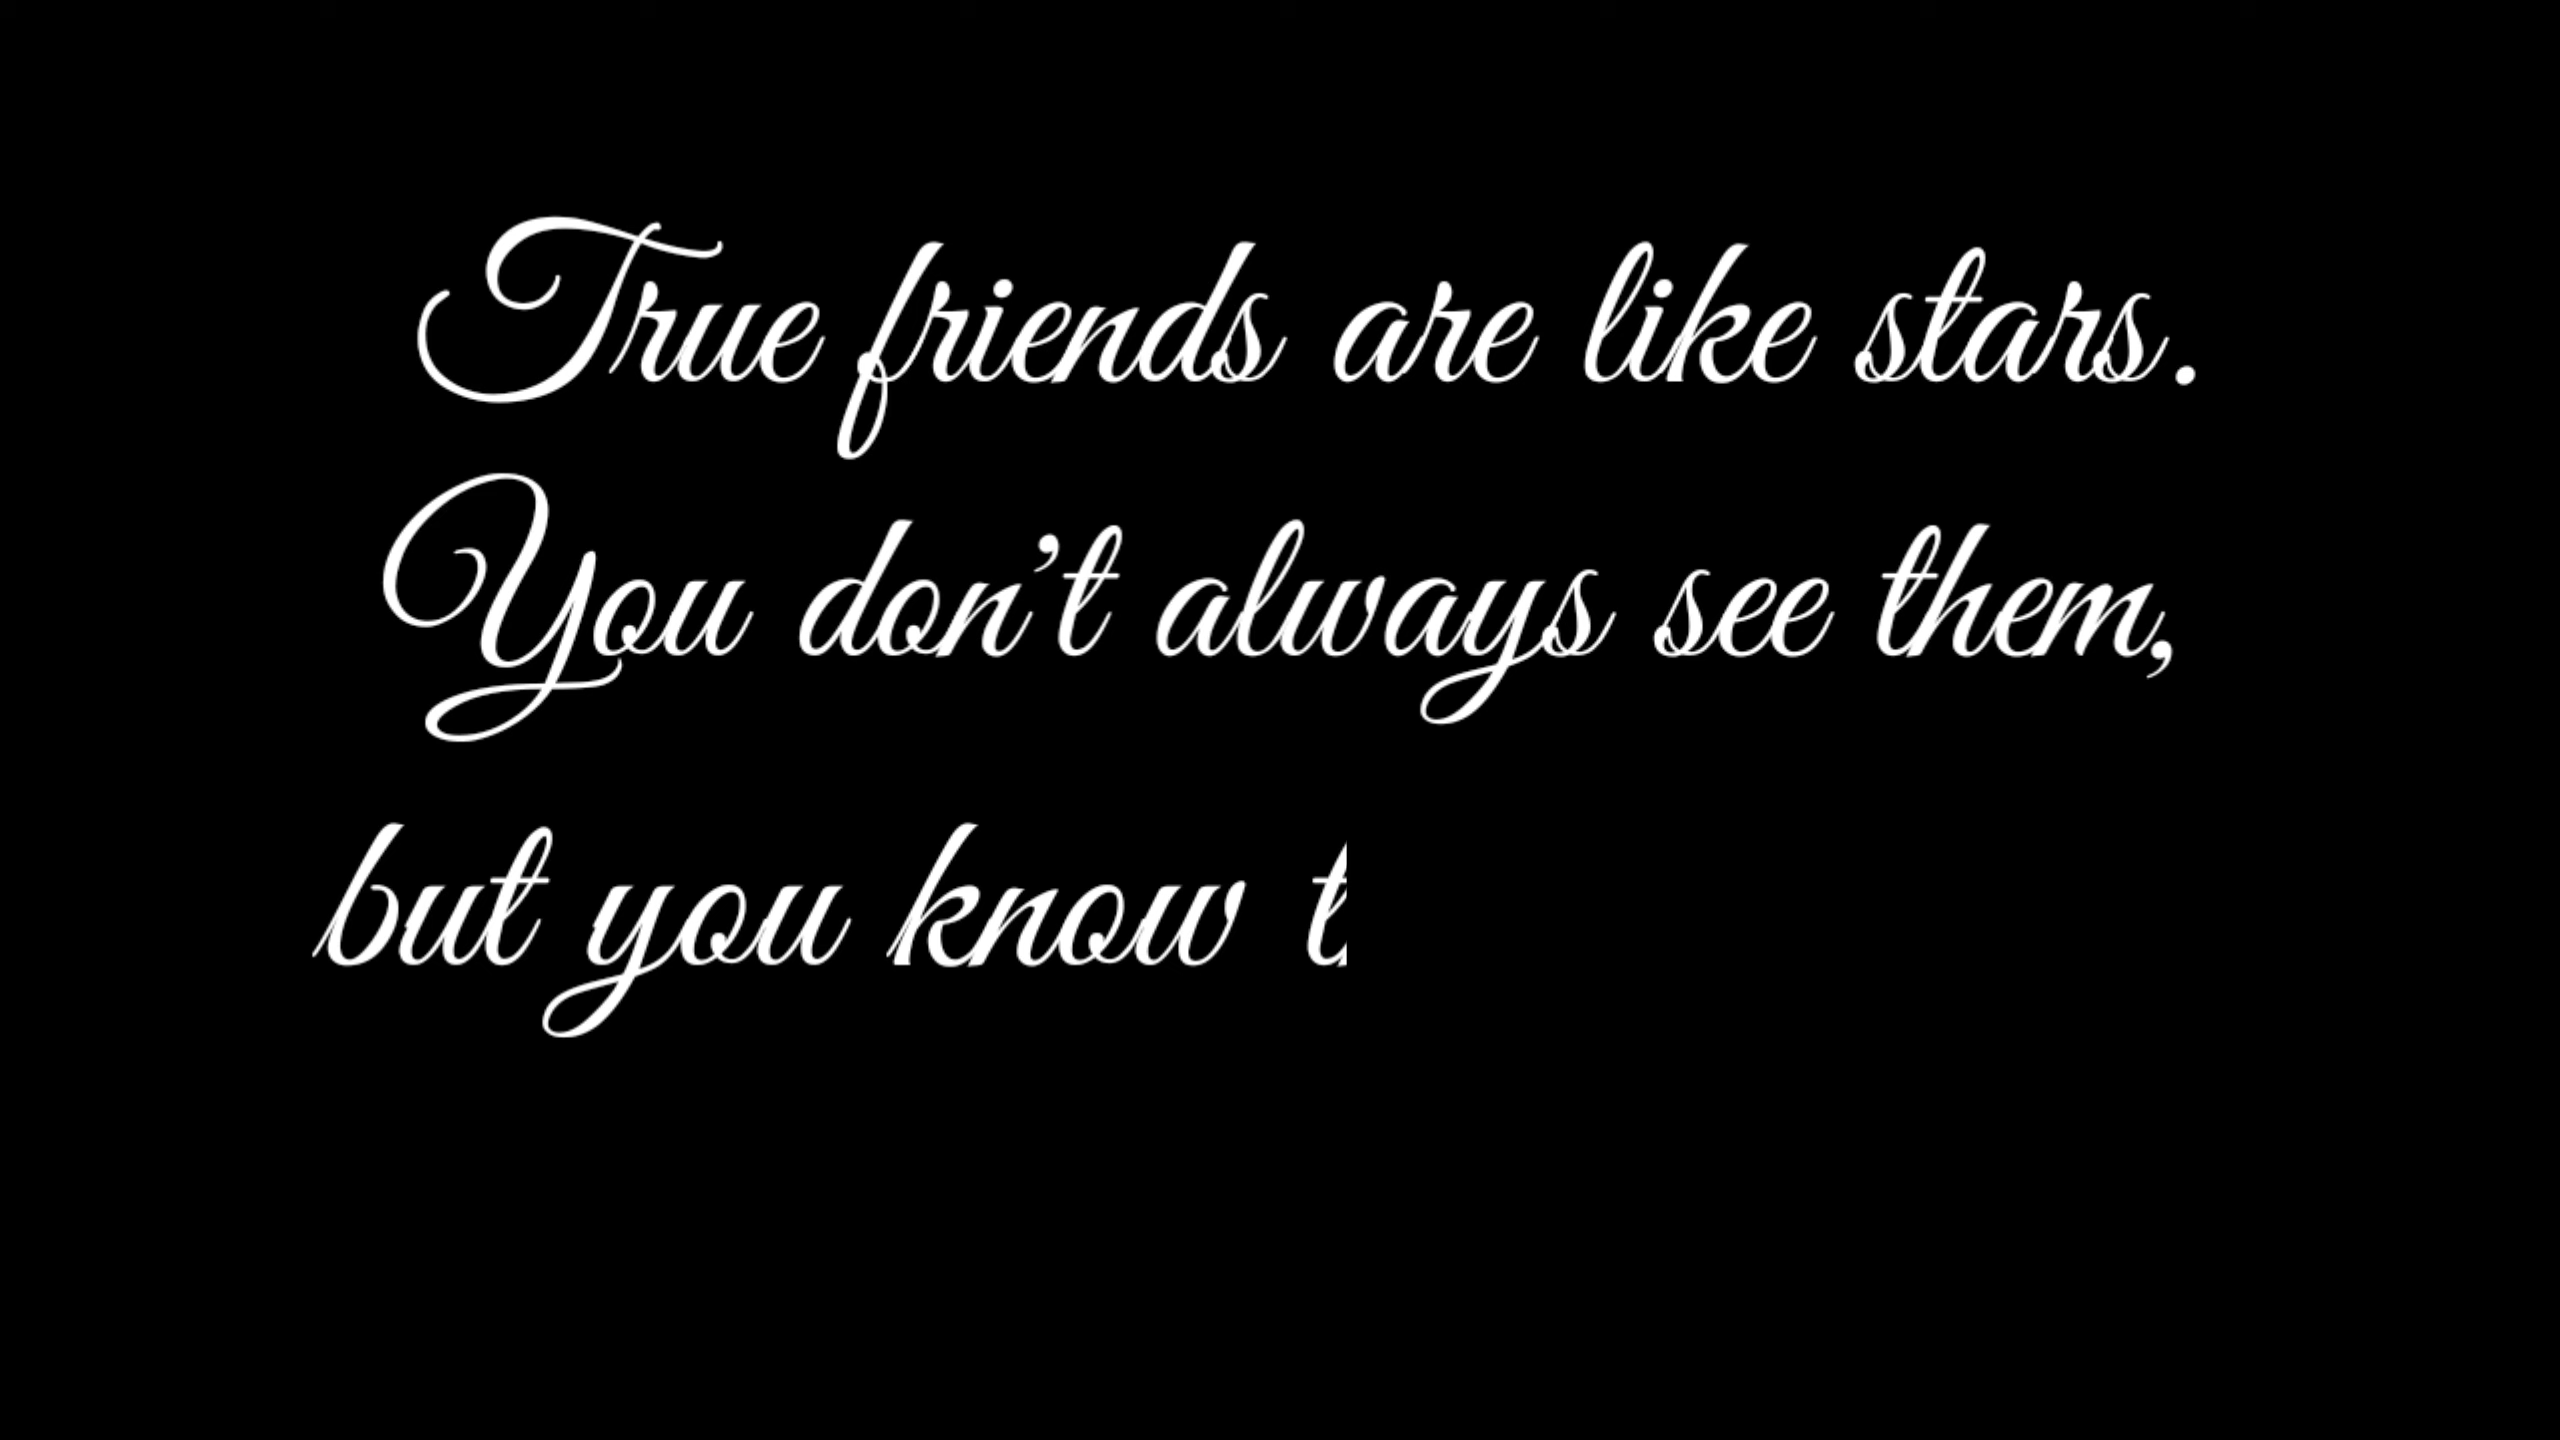 True friends are like stars.
You don’t always see them,
but you know t